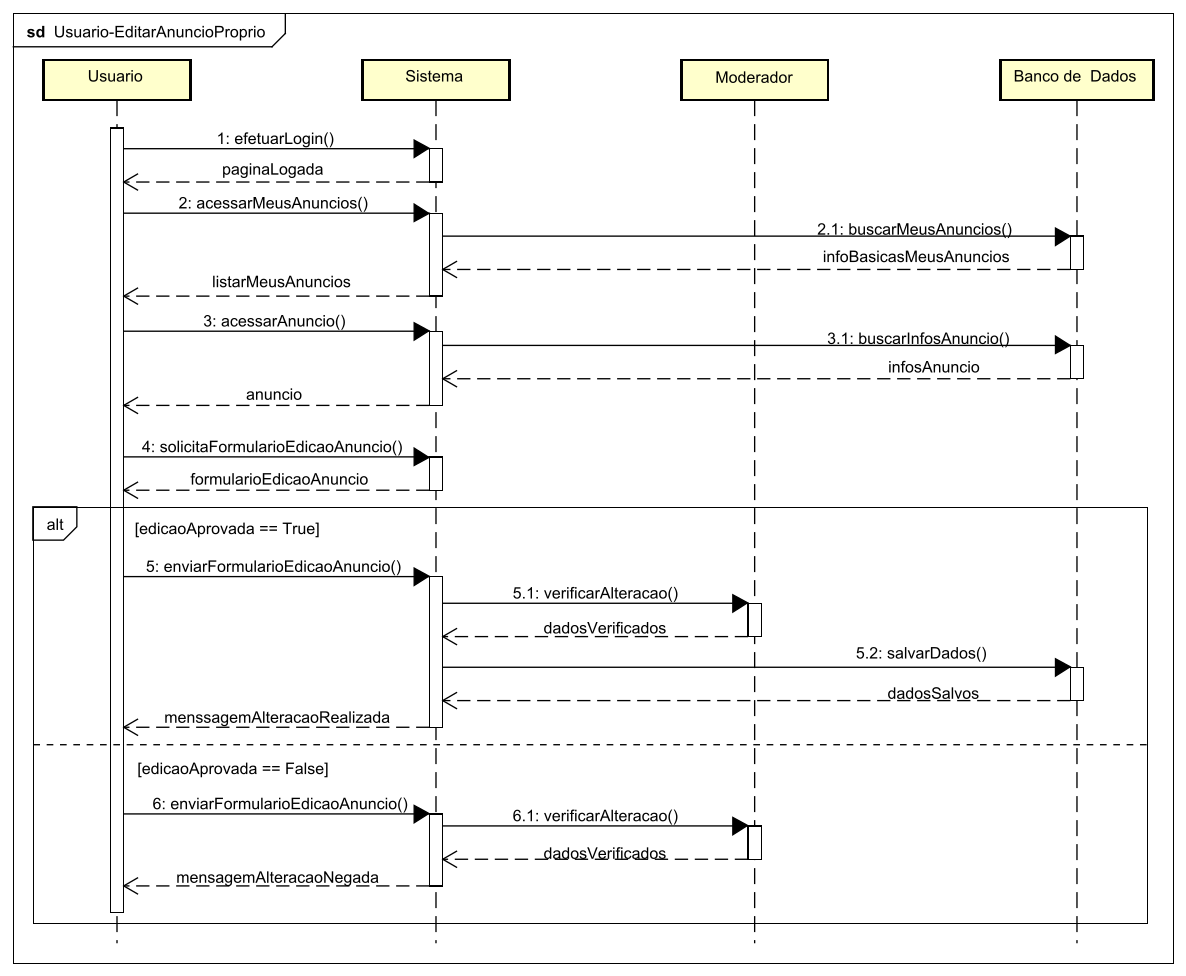 sd Usuario-EditarAnuncioProprio
Usuario
Sistema
Moderador
Banco de Dados
1: efetuarLogin()
paginaLogada
2: acessarMeusAnuncios()
2.1: buscarMeusAnuncios()
infoBasicasMeusAnuncios
listarMeusAnuncios
3: acessarAnuncio()
3.1: buscarInfosAnuncio()
infosAnuncio
anuncio
4: solicitaFormularioEdicaoAnuncio()
formularioEdicaoAnuncio
alt
[edicaoAprovada == True]
5: enviarFormularioEdicaoAnuncio()
5.1: verificarAlteracao()
dadosVerificados
5.2: salvarDados()
dadosSalvos
menssagemAlteracaoRealizada
[edicaoAprovada == False]
6: enviarFormularioEdicaoAnuncio()
6.1: verificarAlteracao()
dadosVerificados
mensagemAlteracaoNegada